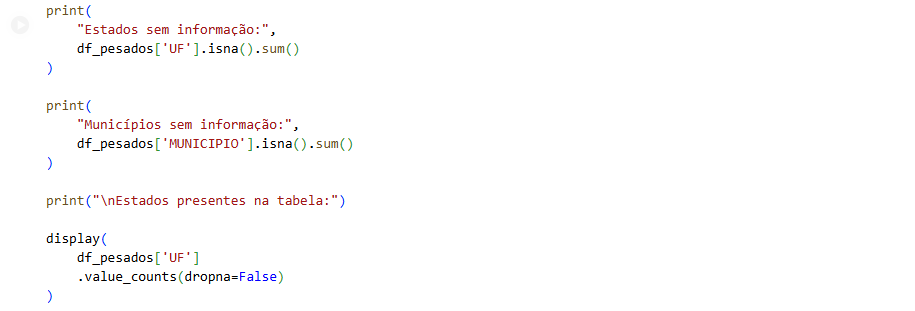 print(
    "Estados sem informação:",
    df_pesados['UF'].isna().sum()
)

print(
    "Municípios sem informação:",
    df_pesados['MUNICIPIO'].isna().sum()
)

print("\nEstados presentes na tabela:")

display(
    df_pesados['UF']
    .value_counts(dropna=False)
)